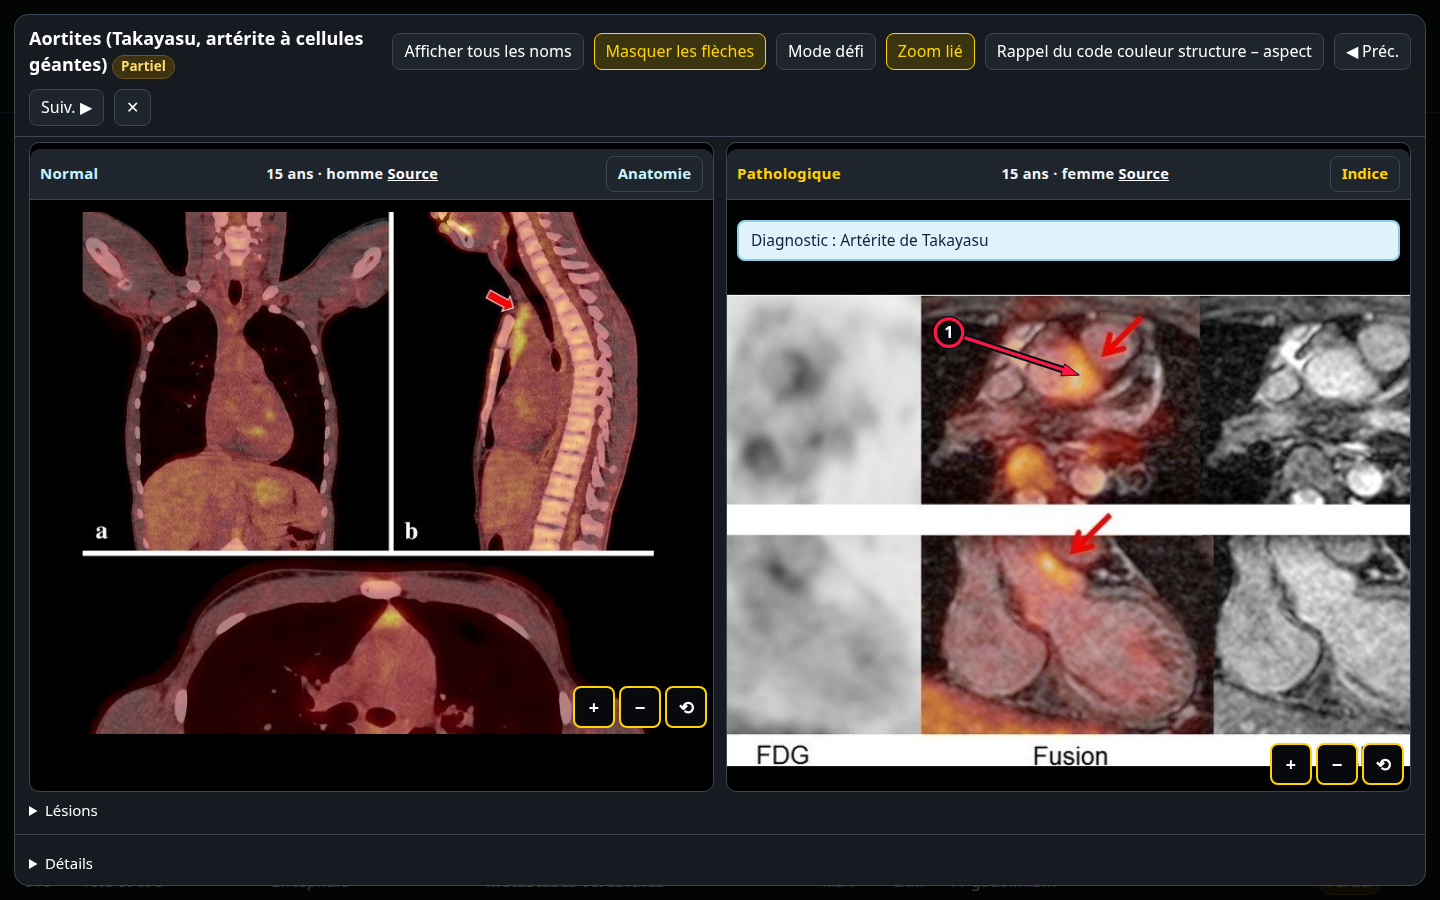 Aortites (Takayasu, artérite à cellules
géantes) Partiel
Afficher tous les noms
Masquer les flèches
Mode défi
Zoom lié
Rappel du code couleur structure – aspect
◀ Préc.
Suiv. ▶
✕
Normal
15 ans · homme Source
Anatomie
a
b
+
−
⟲
Pathologique
15 ans · femme Source
Indice
Diagnostic : Artérite de Takayasu
1
FDG
Fusion
+
−
⟲
▶ Lésions
▶ Détails